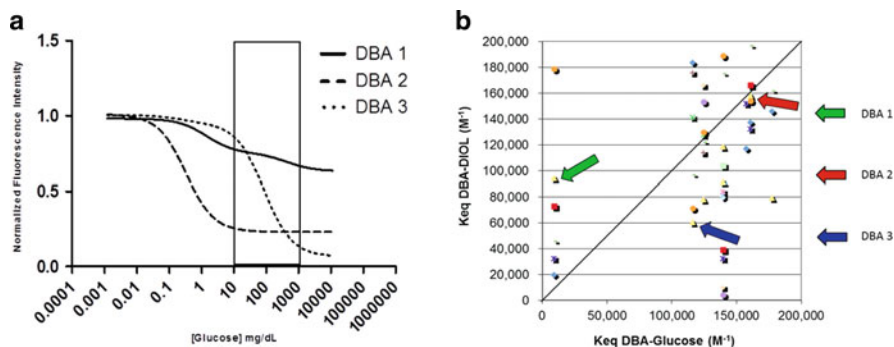 a
1.5
1.0
0.5
0.0
Normalized Fluorescence Intensity
DBA 1
DBA 2
DBA 3
0.0001
0.001
0.01
0.1
1
10
100
1000
10000
100000
1000000
[Glucose] mg/dL
b
200,000
180,000
160,000
140,000
120,000
100,000
80,000
60,000
40,000
20,000
0
Keq DBA-DIOL (M⁻¹)
0
50,000
100,000
150,000
200,000
Keq DBA-Glucose (M⁻¹)
DBA 1
DBA 2
DBA 3